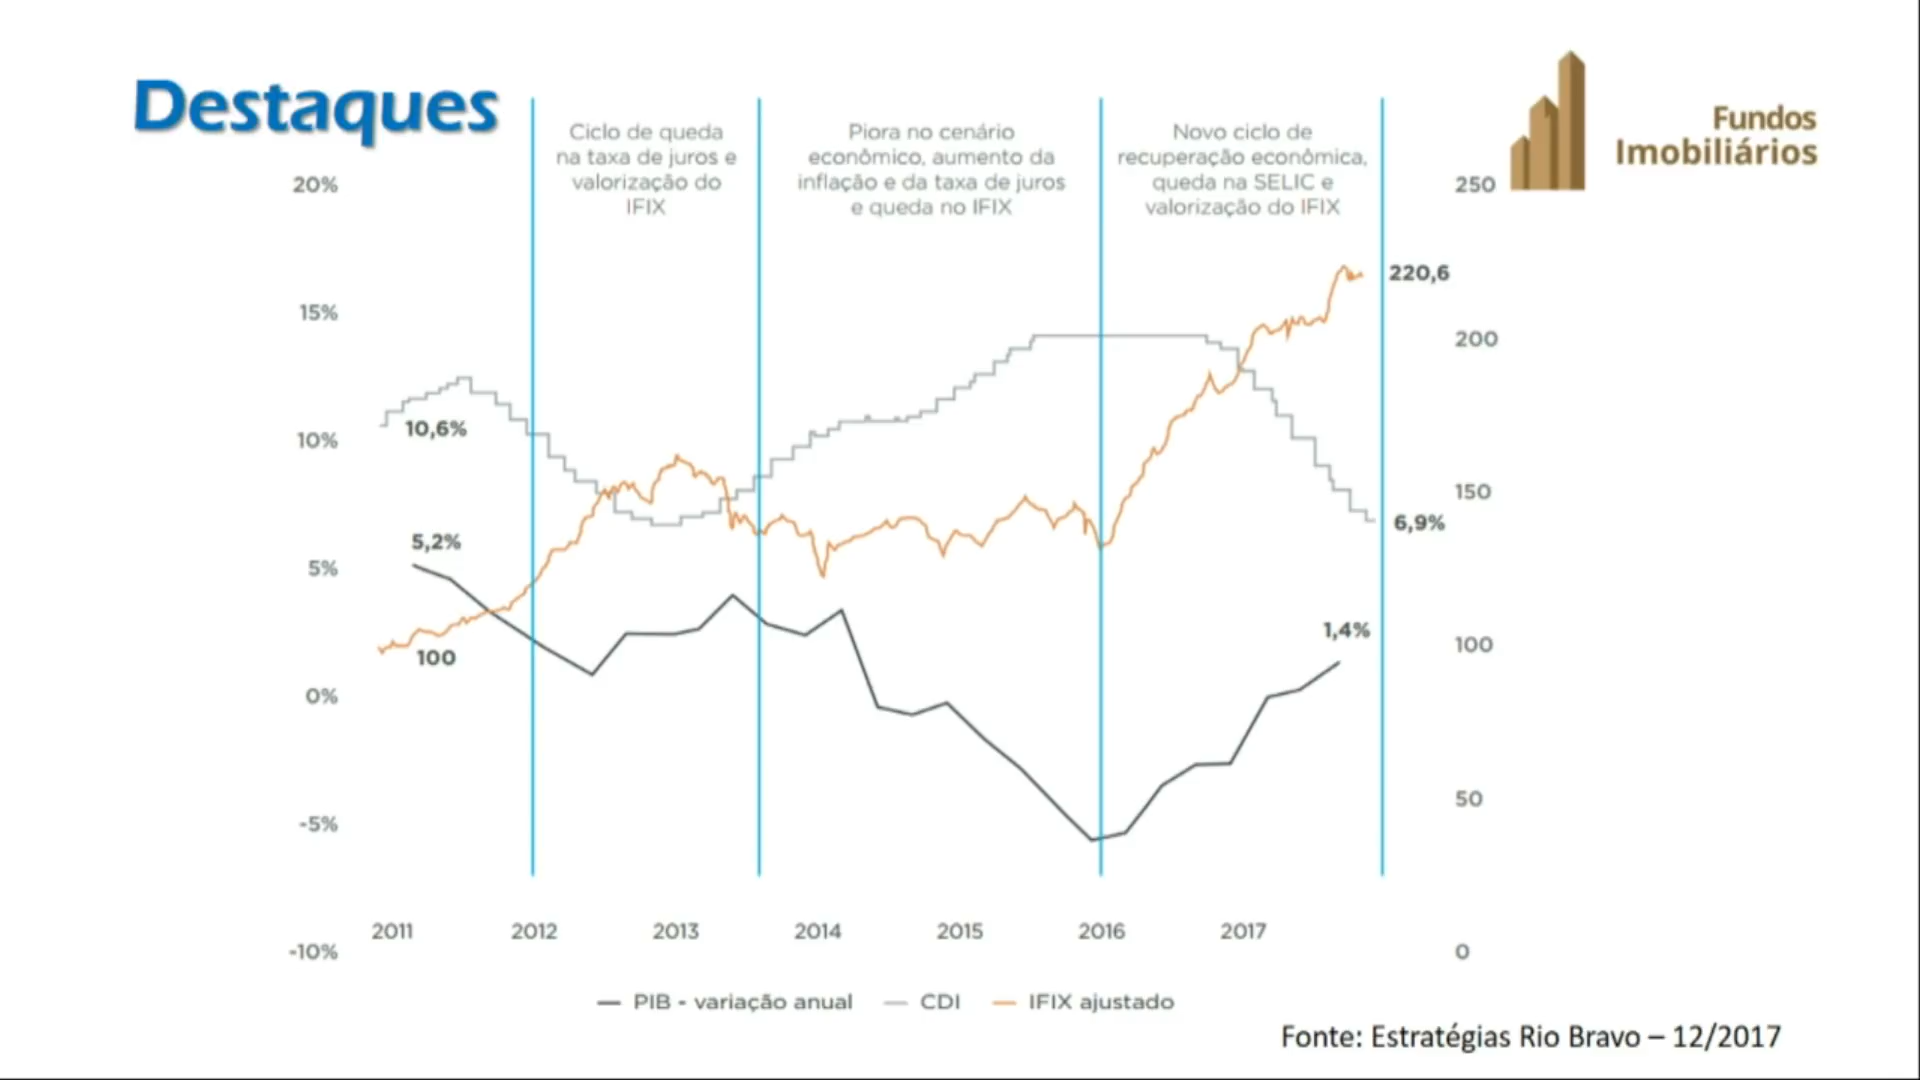 Destaques
Fundos
Imobiliários
Ciclo de queda
na taxa de juros e
valorização do
IFIX
Piora no cenário
econômico, aumento da
inflação e da taxa de juros
e queda no IFIX
Novo ciclo de
recuperação econômica,
queda na SELIC e
valorização do IFIX
20%
15%
10%
5%
0%
-5%
-10%
250
200
150
100
50
0
10,6%
5,2%
100
220,6
6,9%
1,4%
2011 2012 2013 2014 2015 2016 2017
PIB - variação anual CDI IFIX ajustado
Fonte: Estratégias Rio Bravo – 12/2017